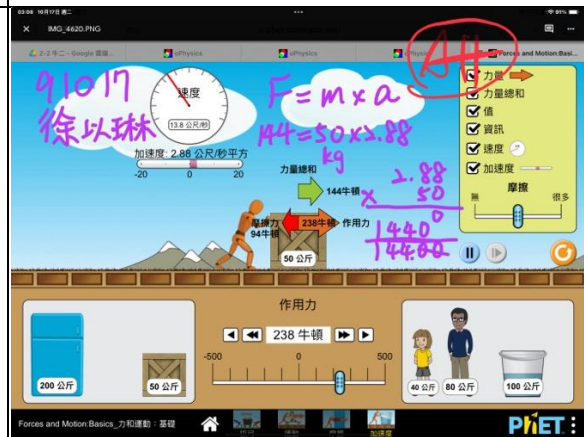 03:08 10月17日 週二
91%
IMG_4620.PNG
2-2 牛二 - Google 雲端...
ePhysics
ePhysics
Forces and Motion:Basi...
91017
徐以琳
速度
13.8 公尺/秒
加速度: 2.88 公尺/秒平方
-20 0 20
F=m×a
144=50×2.88
kg
2.88
× 50
0
1440
144.00
A++
力量
力量總和
值
資訊
速度
加速度
摩擦
無 很多
力量總和
144牛頓
摩擦力
94牛頓
238牛頓
作用力
50 公斤
200 公斤
50 公斤
作用力
238 牛頓
-500 0 500
40 公斤
80 公斤
100 公斤
Forces and Motion:Basics_力和運動：基礎
加速度
PhET